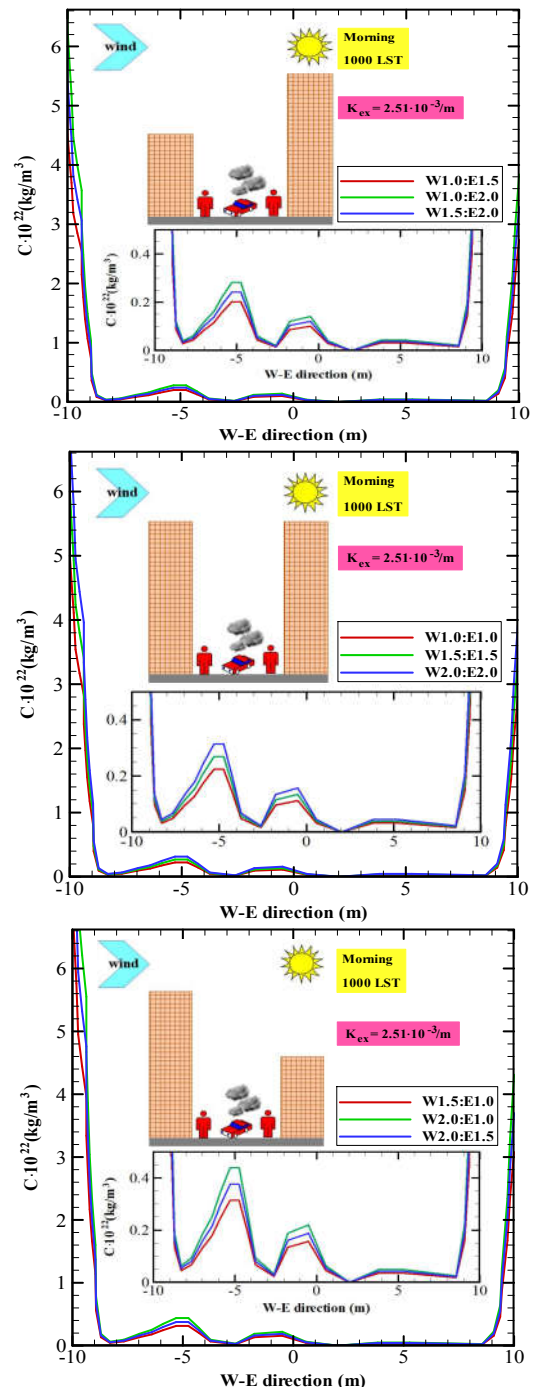 wind
Morning
1000 LST
K_ex = 2.51·10^-3/m
W1.0:E1.5
W1.0:E2.0
W1.5:E2.0
C·10^22(kg/m^3)
6
5
4
3
2
1
0
C·10^22(kg/m^3)
0.4
0.2
0
-10 -5 0 5 10
W-E direction (m)
-10 -5 0 5 10
W-E direction (m)
wind
Morning
1000 LST
K_ex = 2.51·10^-3/m
W1.0:E1.0
W1.5:E1.5
W2.0:E2.0
C·10^22(kg/m^3)
6
5
4
3
2
1
0
0.4
0.2
0
-10 -5 0 5 10
-10 -5 0 5 10
W-E direction (m)
wind
Morning
1000 LST
K_ex = 2.51·10^-3/m
W1.5:E1.0
W2.0:E1.0
W2.0:E1.5
C·10^22(kg/m^3)
6
5
4
3
2
1
0
C·10^22(kg/m^3)
0.4
0.2
0
-10 -5 0 5 10
W-E direction (m)
-10 -5 0 5 10
W-E direction (m)